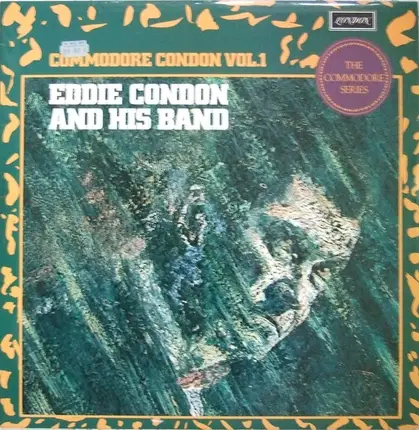 LONDON
COMMODORE CONDON VOL.1
THE
COMMODORE
SERIES
EDDIE CONDON
AND HIS BAND